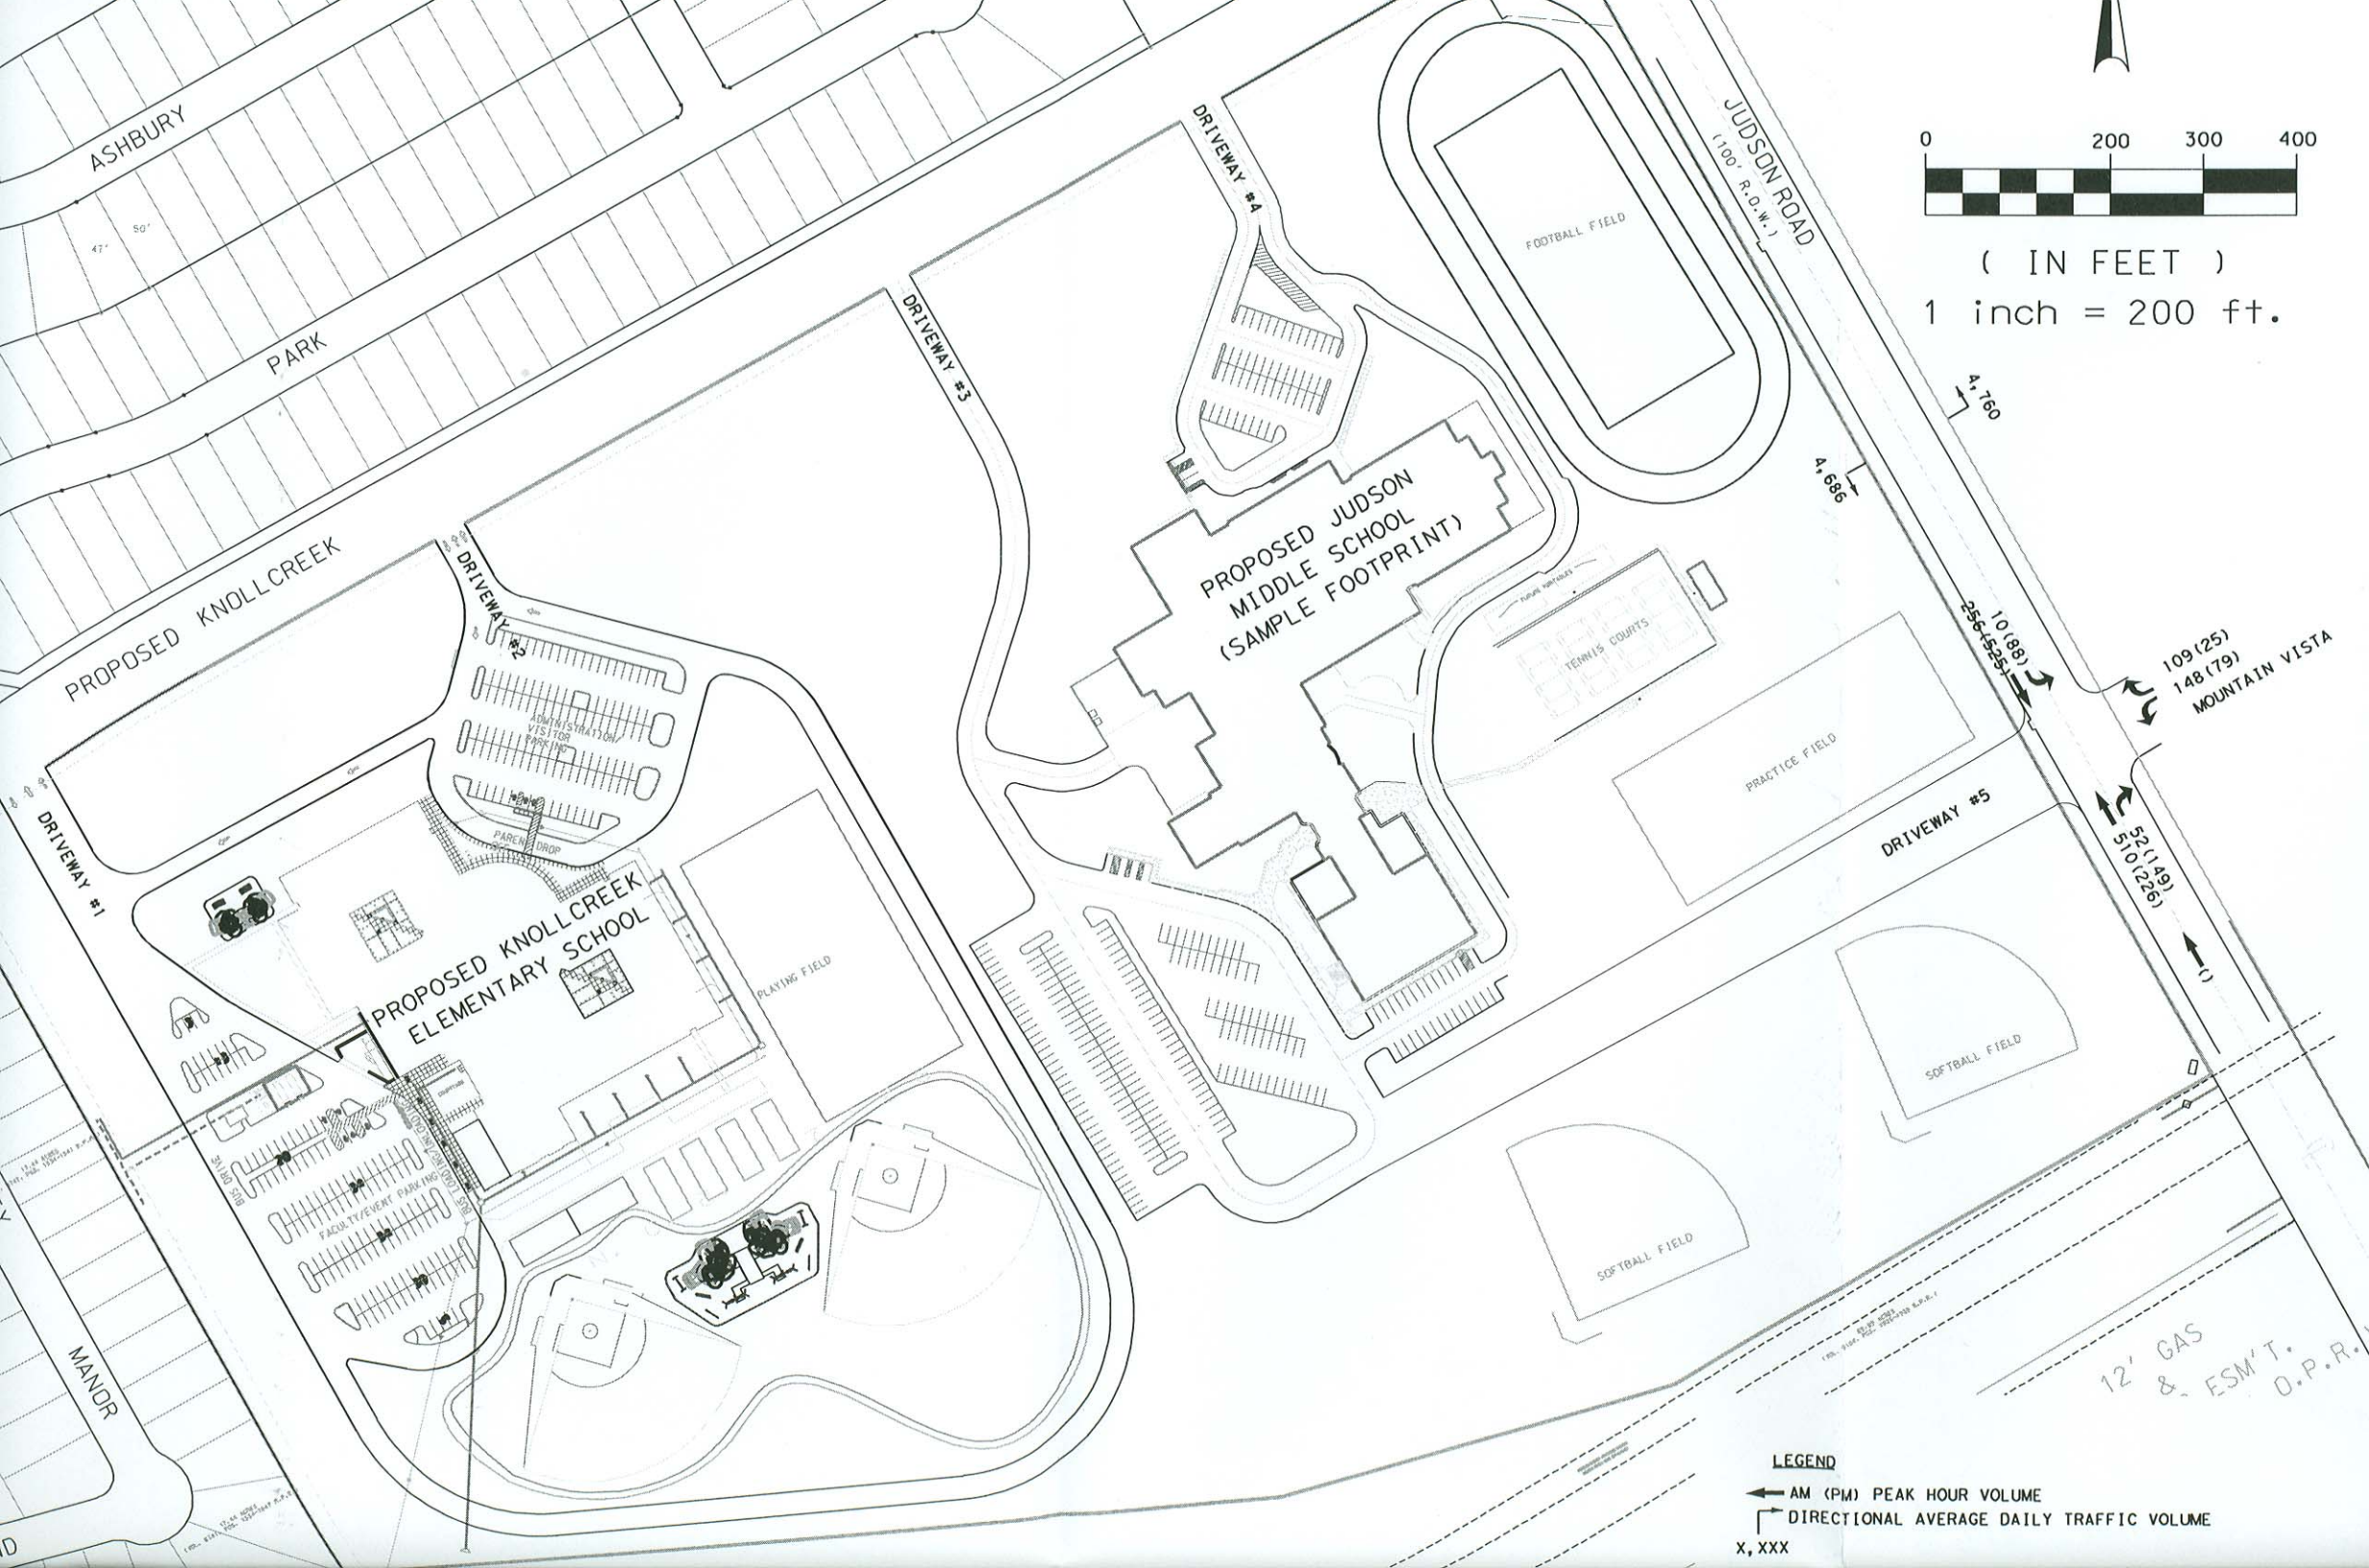 ASHBURY
47'
50'
PARK
PROPOSED KNOLLCREEK
DRIVEWAY #1
DRIVEWAY #2
DRIVEWAY #3
DRIVEWAY #4
JUDSON ROAD
(100' R.O.W.)
0 200 300 400
( IN FEET )
1 inch = 200 ft.
FOOTBALL FIELD
4,760
4,686
PROPOSED JUDSON
MIDDLE SCHOOL
(SAMPLE FOOTPRINT)
TENNIS COURTS
PRACTICE FIELD
10(88)
256(525)
109(25)
148(79)
MOUNTAIN VISTA
DRIVEWAY #5
52(149)
510(226)
()
ADMINISTRATION/
VISITOR
PARKING
PARENT DROP
PROPOSED KNOLLCREEK
ELEMENTARY SCHOOL
PLAYING FIELD
SOFTBALL FIELD
SOFTBALL FIELD
BUS DRIVE
20
FACULTY/EVENT PARKING
MANOR
12' GAS
& ESM'T.
D.P.R.
LEGEND
AM (PM) PEAK HOUR VOLUME
DIRECTIONAL AVERAGE DAILY TRAFFIC VOLUME
X,XXX